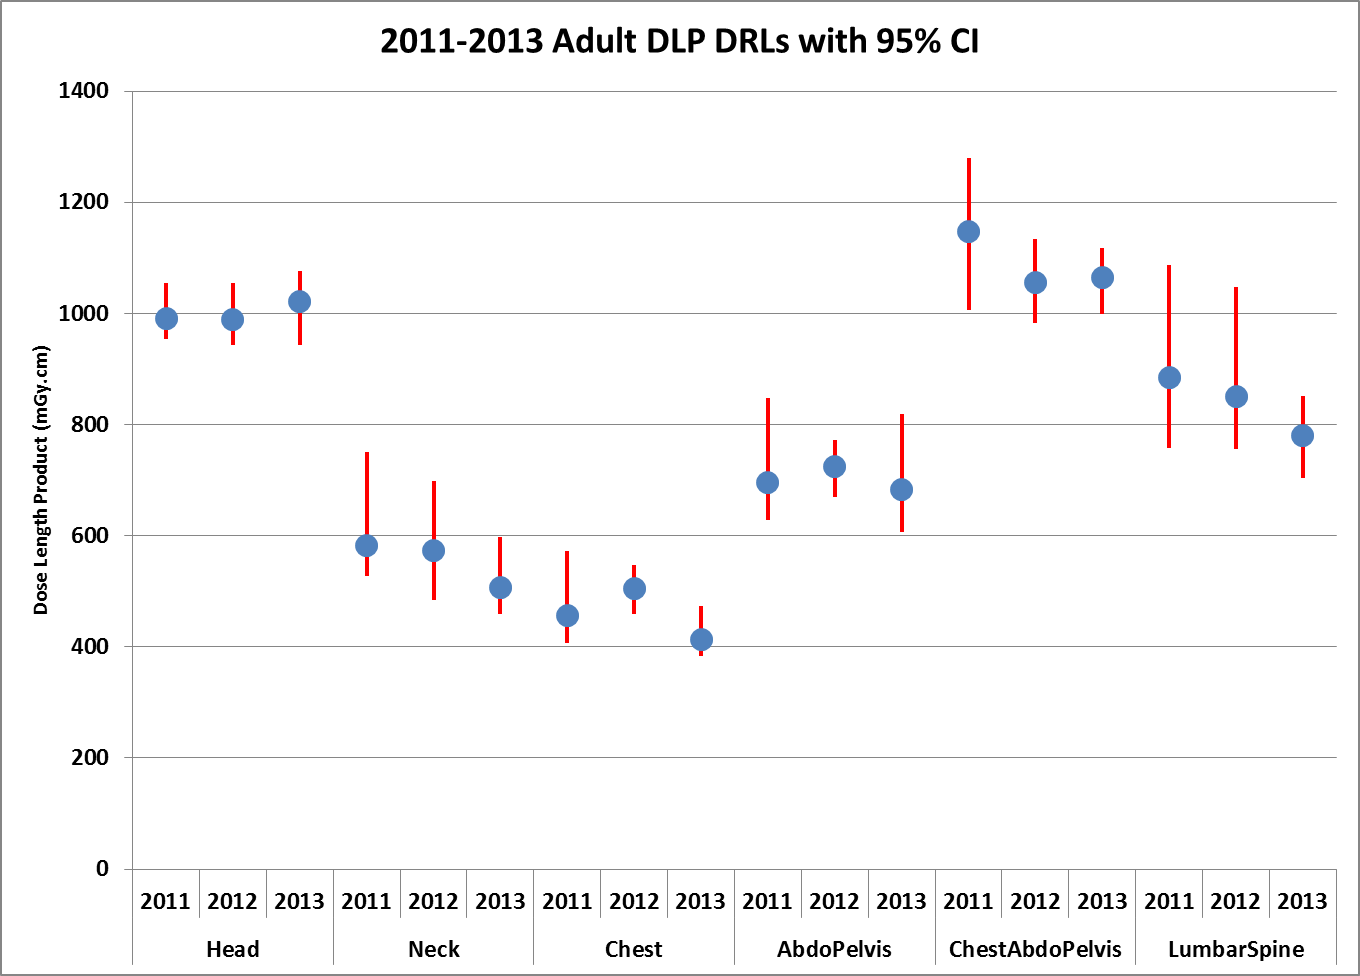 2011-2013 Adult DLP DRLs with 95% CI
Dose Length Product (mGy.cm)
1400
1200
1000
800
600
400
200
0
2011 2012 2013 2011 2012 2013 2011 2012 2013 2011 2012 2013 2011 2012 2013 2011 2012 2013
Head Neck Chest AbdoPelvis ChestAbdoPelvis LumbarSpine